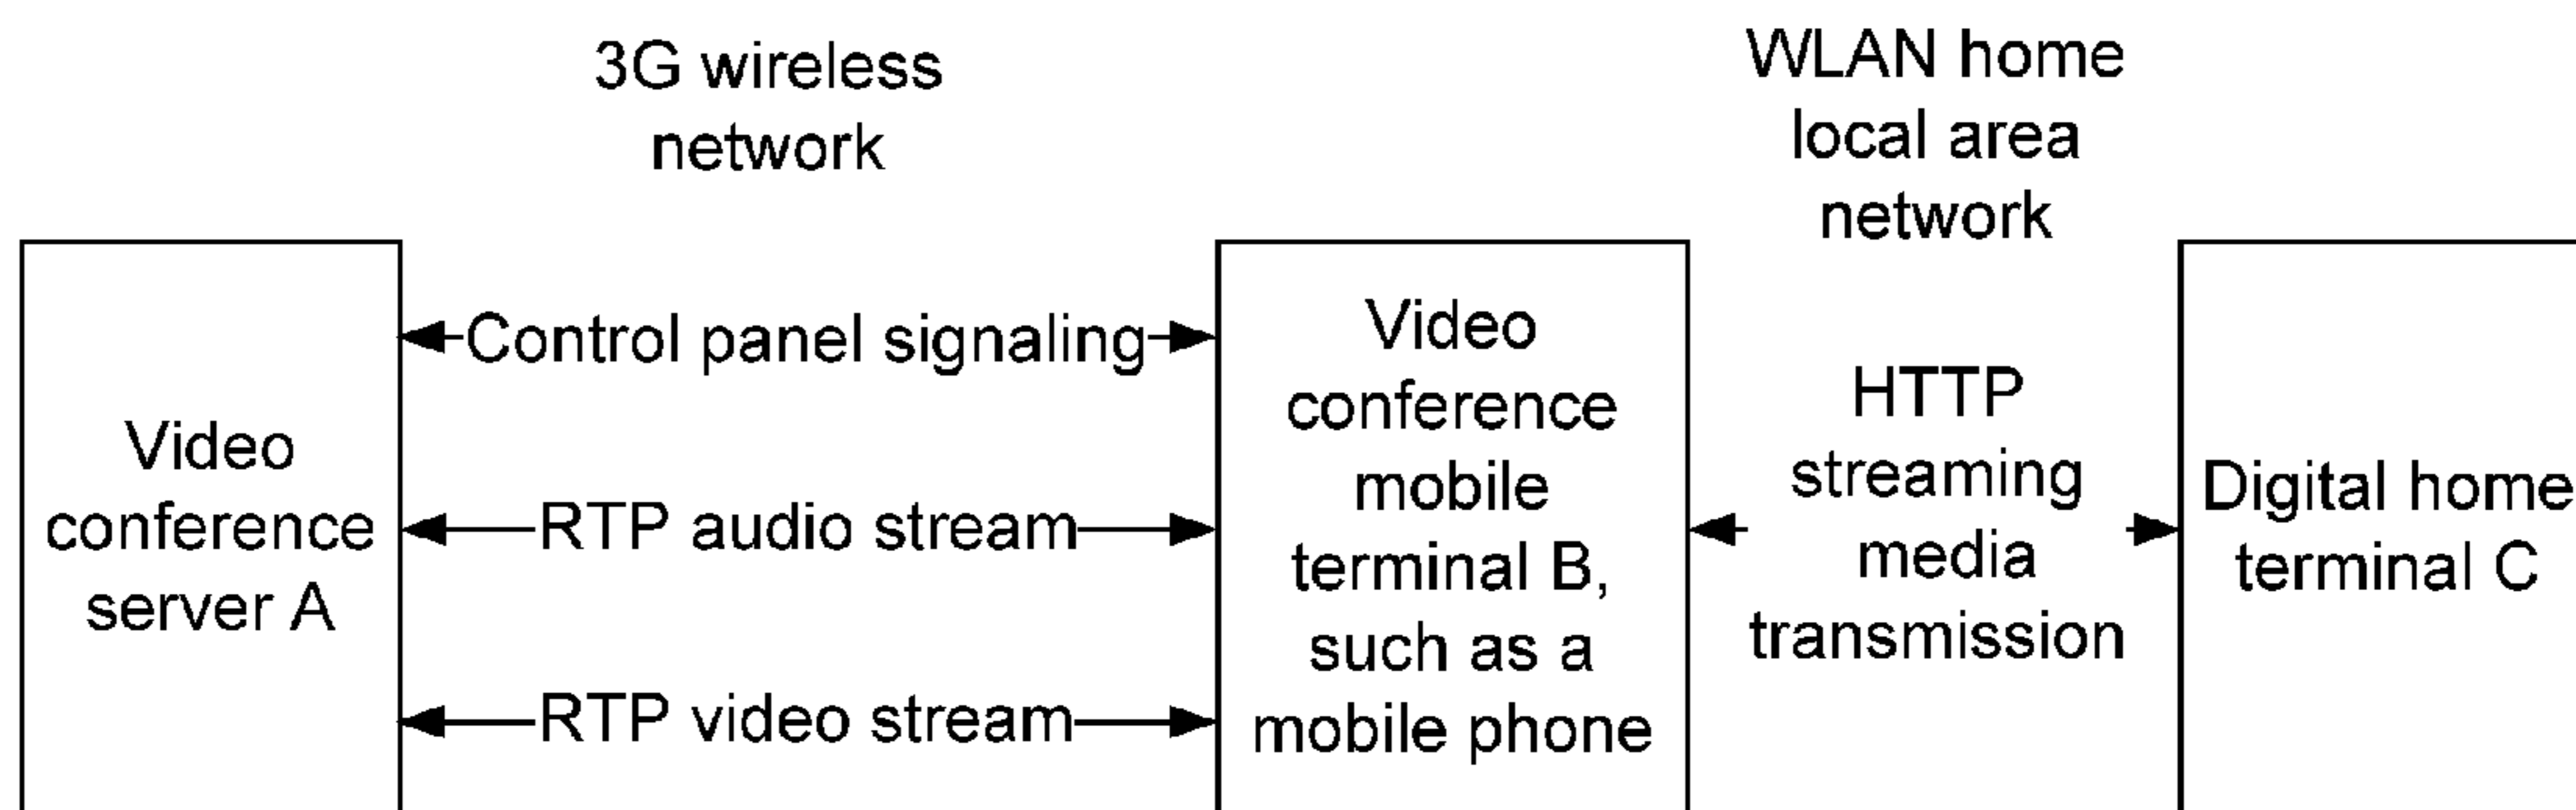 3G wireless
network
WLAN home
local area
network
Video
conference
server A
Control panel signaling
RTP audio stream
RTP video stream
Video
conference
mobile
terminal B,
such as a
mobile phone
HTTP
streaming
media
transmission
Digital home
terminal C